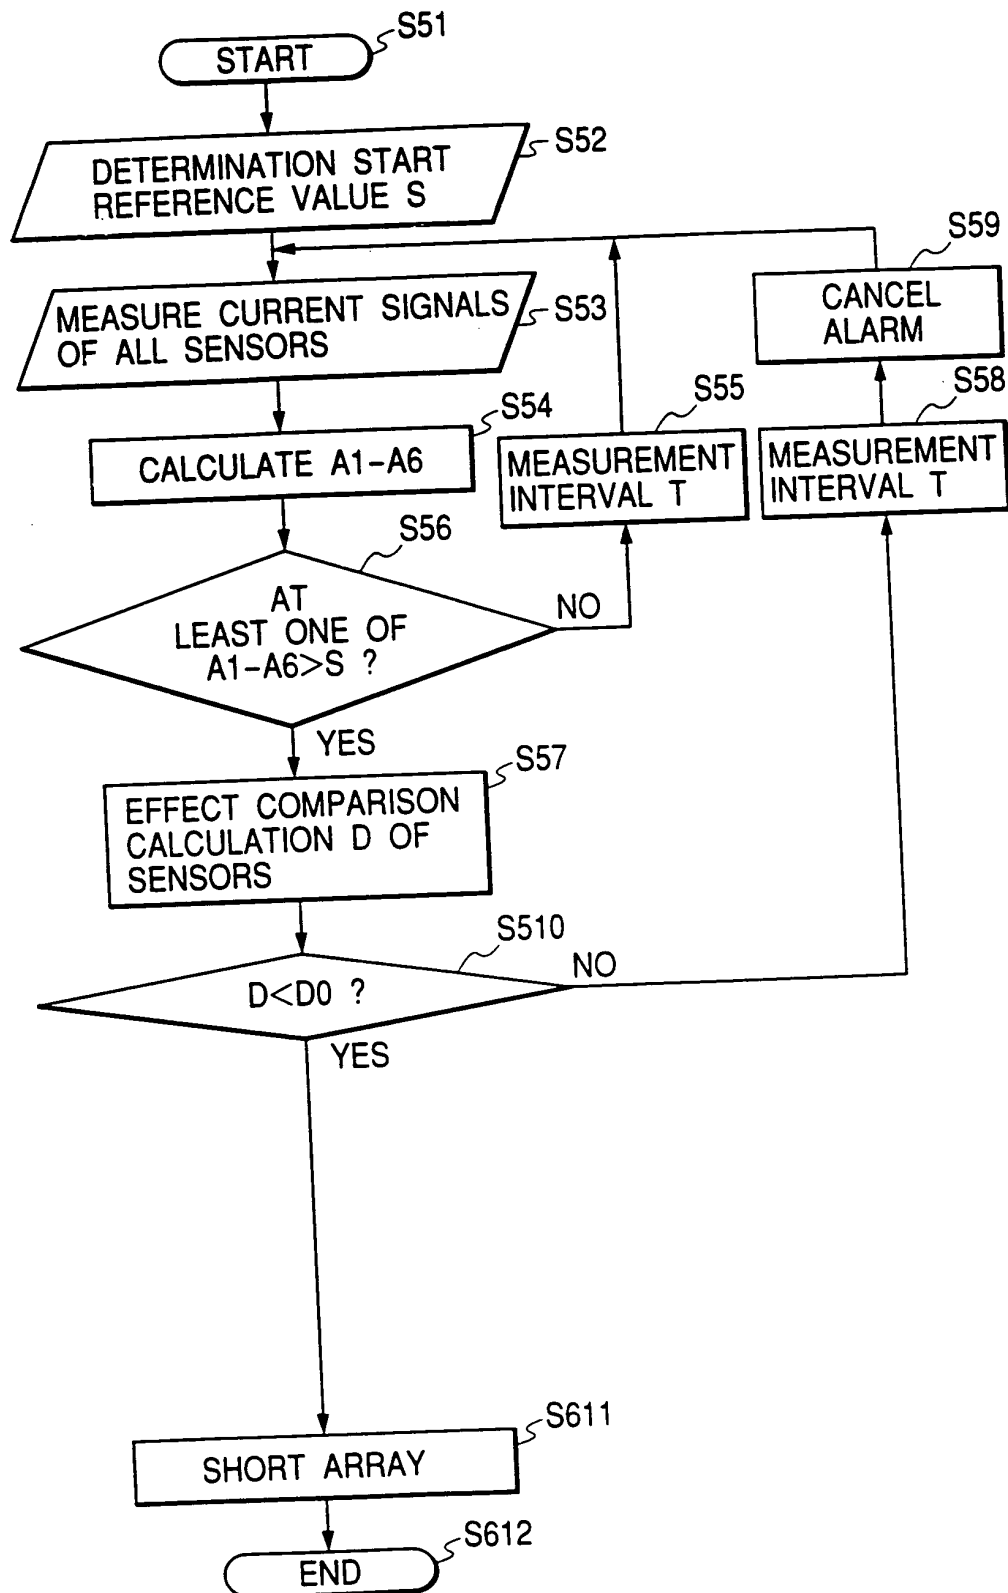 S51
START
S52
DETERMINATION START
REFERENCE VALUE S
S59
CANCEL
ALARM
S53
MEASURE CURRENT SIGNALS
OF ALL SENSORS
S54
CALCULATE A1-A6
S55
MEASUREMENT
INTERVAL T
S58
MEASUREMENT
INTERVAL T
S56
AT
LEAST ONE OF
A1-A6>S ?
NO
YES
S57
EFFECT COMPARISON
CALCULATION D OF
SENSORS
S510
D<D0 ?
NO
YES
S611
SHORT ARRAY
S612
END